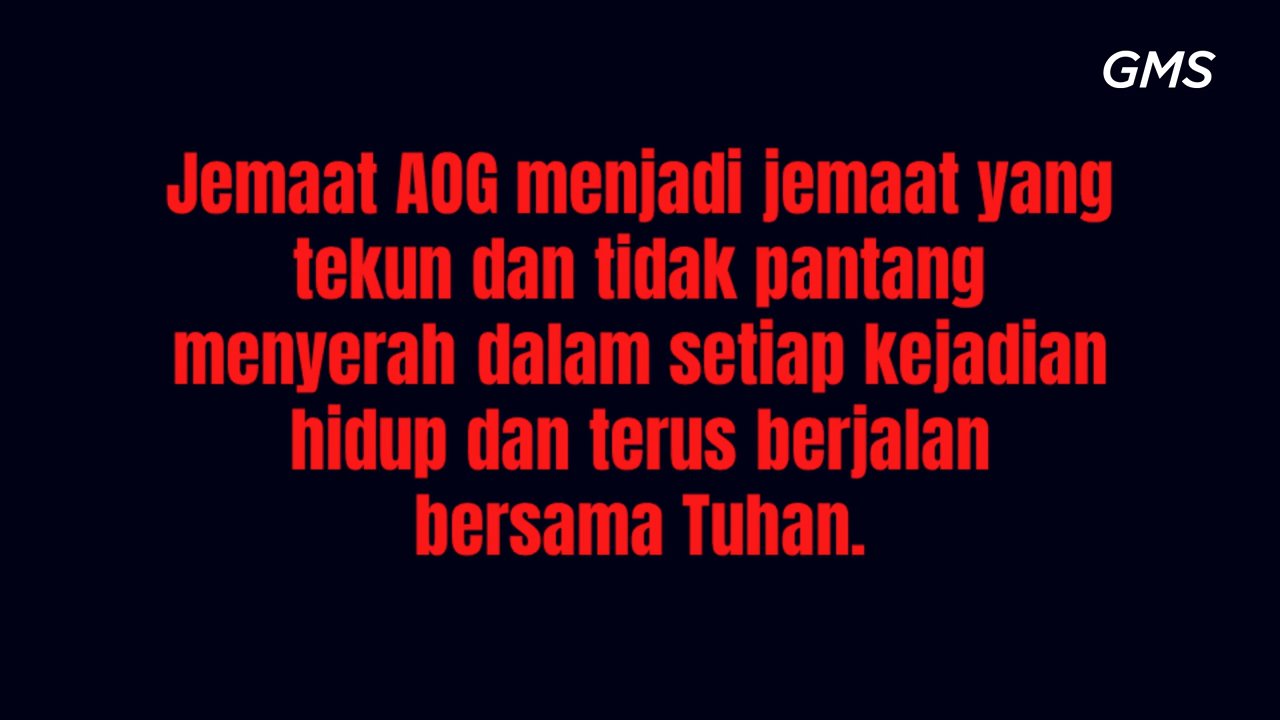 GMS
Jemaat AOG menjadi jemaat yang
tekun dan tidak pantang
menyerah dalam setiap kejadian
hidup dan terus berjalan
bersama Tuhan.